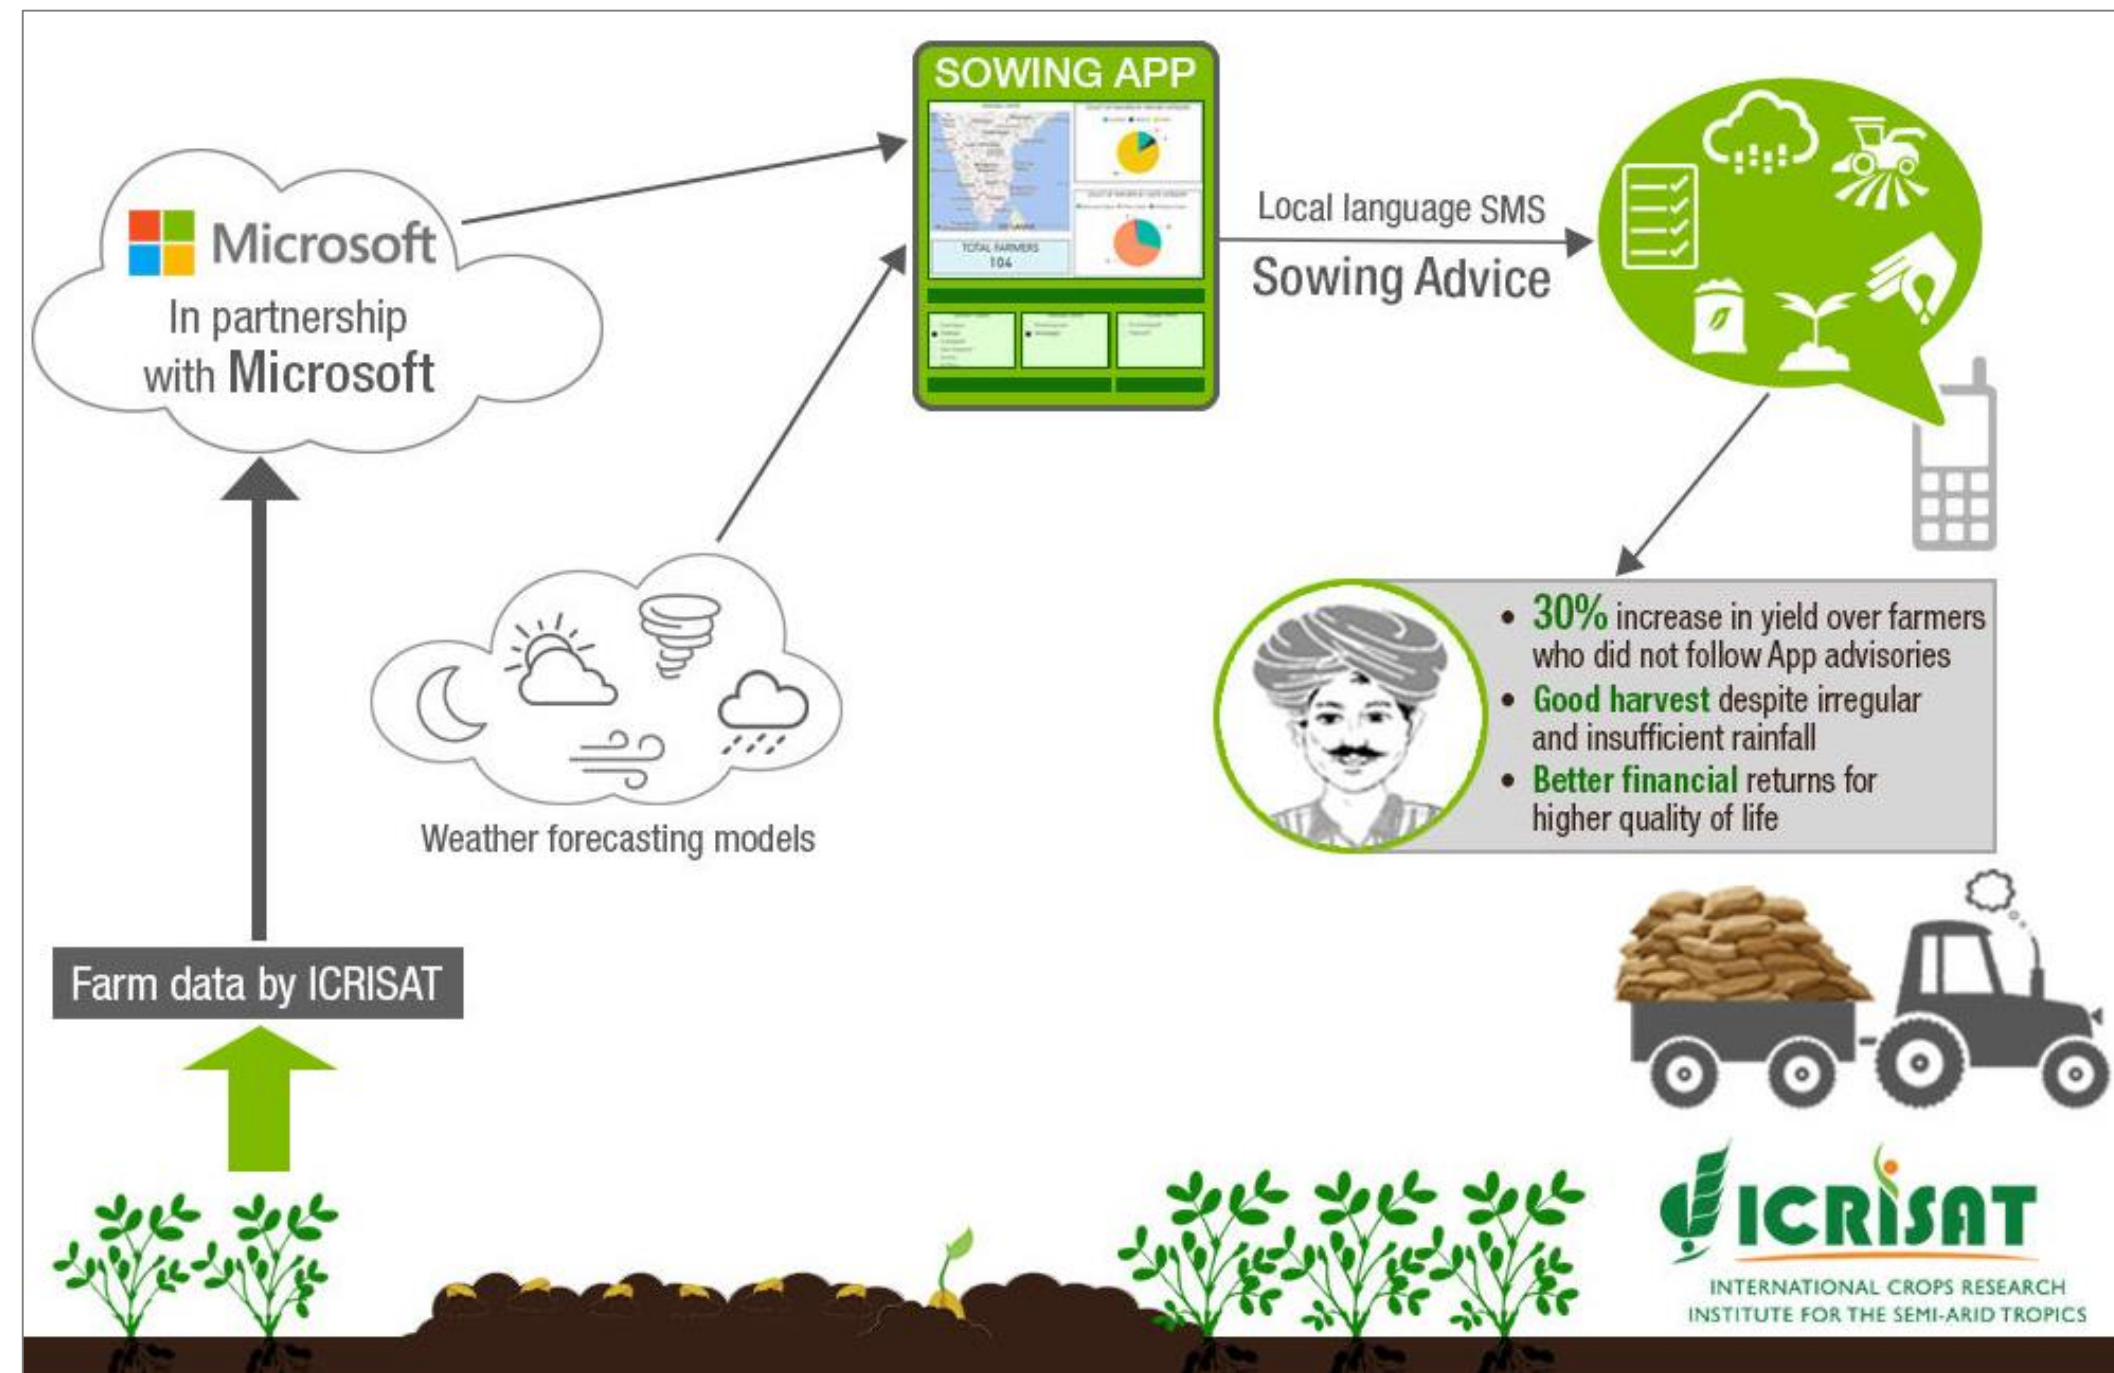 SOWING APP
TOTAL FARMERS
104
Microsoft
In partnership
with Microsoft
Local language SMS
Sowing Advice
Weather forecasting models
Farm data by ICRISAT
• 30% increase in yield over farmers
who did not follow App advisories
• Good harvest despite irregular
and insufficient rainfall
• Better financial returns for
higher quality of life
ICRISAT
INTERNATIONAL CROPS RESEARCH
INSTITUTE FOR THE SEMI-ARID TROPICS